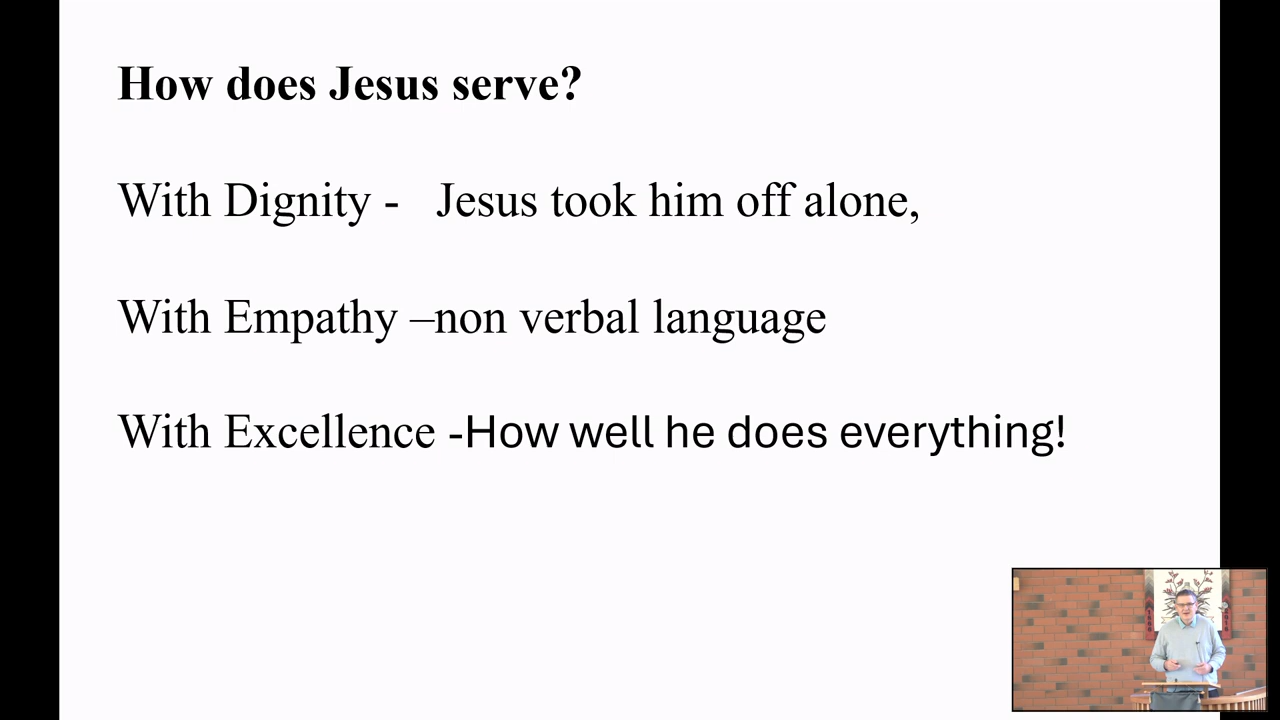 How does Jesus serve?
With Dignity - Jesus took him off alone,
With Empathy –non verbal language
With Excellence -How well he does everything!